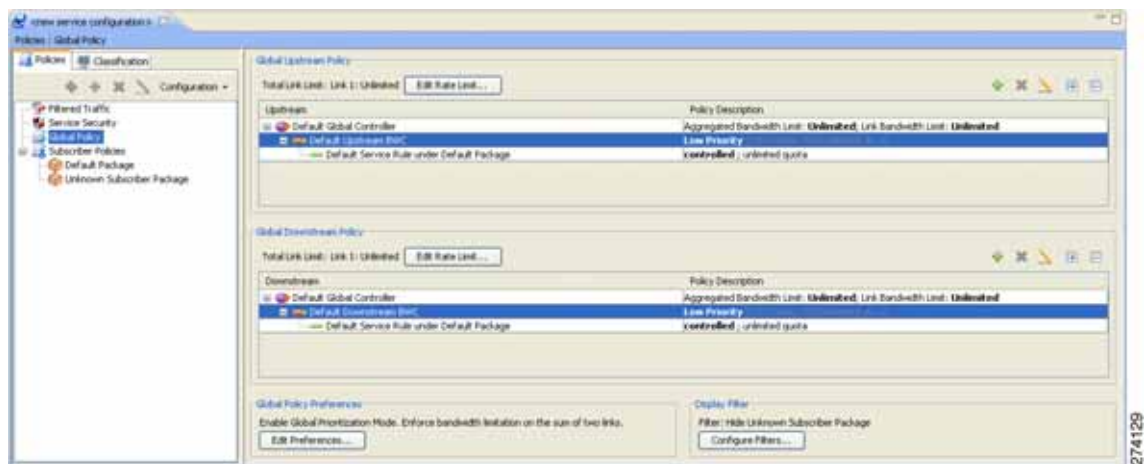 <new service configuration>
Policies : Global Policy
Policies
Classification
Configuration
Filtered Traffic
Service Security
Global Policy
Subscriber Policies
Default Package
Unknown Subscriber Package
Global Upstream Policy
Total Link Limit: Link 1: Unlimited Edit Rate Limit...
Upstream Policy Description
Default Global Controller Aggregated Bandwidth Limit: Unlimited; Link Bandwidth Limit: Unlimited
Default Upstream BWC Low Priority
Default Service Rule under Default Package controlled ; unlimited quota
Global Downstream Policy
Total Link Limit: Link 1: Unlimited Edit Rate Limit...
Downstream Policy Description
Default Global Controller Aggregated Bandwidth Limit: Unlimited; Link Bandwidth Limit: Unlimited
Default Downstream BWC Low Priority
Default Service Rule under Default Package controlled ; unlimited quota
Global Policy Preferences
Enable Global Prioritization Mode. Enforce bandwidth limitation on the sum of two links.
Edit Preferences...
Display Filter
Filter: Hide Unknown Subscriber Package
Configure Filters...
274129